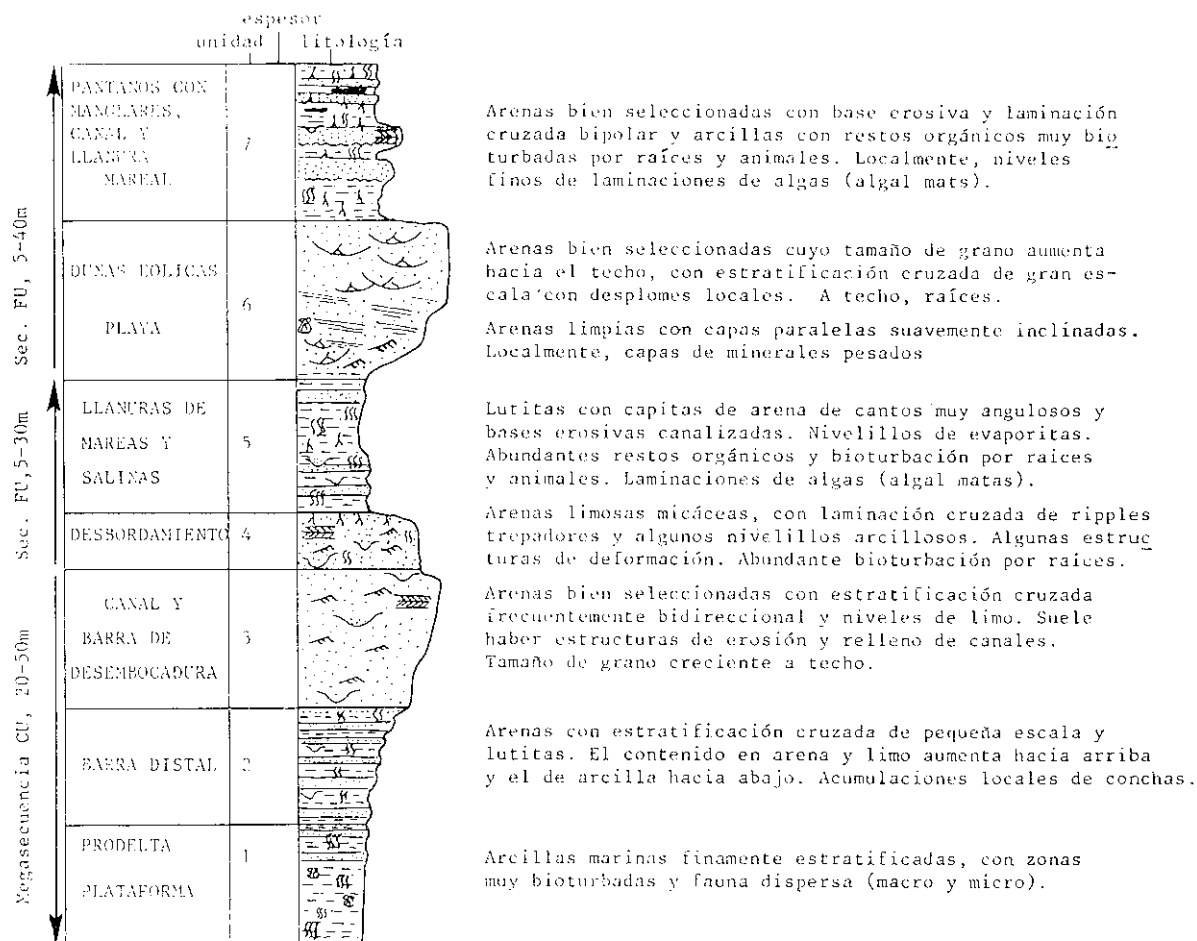 espesor
unidad
litología
PANTANOS CON
MANGLARES,
CANAL Y
LLANURA
MAREAL
7
Arenas bien seleccionadas con base erosiva y laminación
cruzada bipolar y arcillas con restos orgánicos muy bio
turbadas por raíces y animales. Localmente, niveles
finos de laminaciones de algas (algal mats).
DUNAS EOLICAS
PLAYA
6
Arenas bien seleccionadas cuyo tamaño de grano aumenta
hacia el techo, con estratificación cruzada de gran es-
cala con desplomes locales. A techo, raíces.
Arenas limpias con capas paralelas suavemente inclinadas.
Localmente, capas de minerales pesados
Sec. FU, 5-40m
LLANURAS DE
MAREAS Y
SALINAS
5
Lutitas con capitas de arena de cantos muy angulosos y
bases erosivas canalizadas. Nivelillos de evaporitas.
Abundantes restos orgánicos y bioturbación por raices
y animales. Laminaciones de algas (algal matas).
DESBORDAMIENTO
4
Arenas limosas micáceas, con laminación cruzada de ripples
trepadores y algunos nivelillos arcillosos. Algunas estruc
turas de deformación. Abundante bioturbación por raices.
Sec. FU, 5-30m
CANAL Y
BARRA DE
DESEMBOCADURA
3
Arenas bien seleccionadas con estratificación cruzada
frecuentemente bidireccional y niveles de limo. Suele
haber estructuras de erosión y relleno de canales.
Tamaño de grano creciente a techo.
BARRA DISTAL
2
Arenas con estratificación cruzada de pequeña escala y
lutitas. El contenido en arena y limo aumenta hacia arriba
y el de arcilla hacia abajo. Acumulaciones locales de conchas.
PRODELTA
PLATAFORMA
1
Arcillas marinas finamente estratificadas, con zonas
muy bioturbadas y fauna dispersa (macro y micro).
Megasecuencia CU, 20-50m